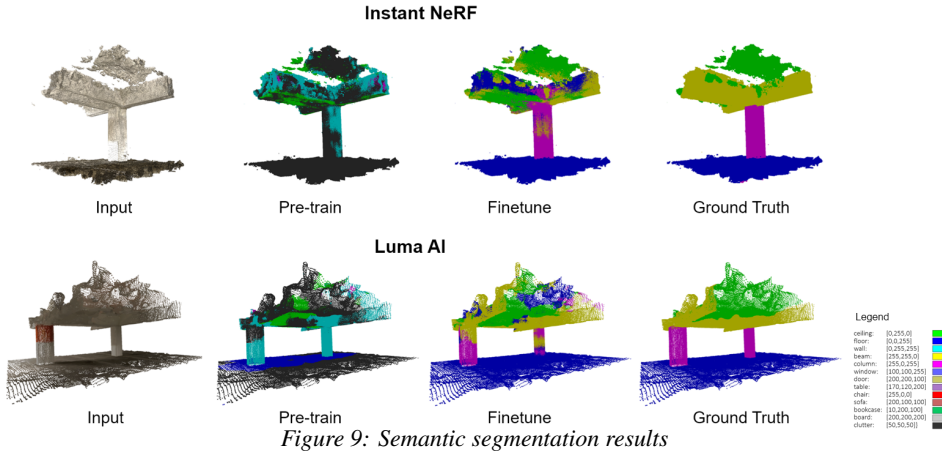 Instant NeRF
Input Pre-train Finetune Ground Truth
Luma AI
Input Pre-train Finetune Ground Truth
Legend
ceiling: [0,255,0]
floor: [0,0,255]
wall: [0,255,255]
beam: [255,255,0]
column: [255,0,255]
window: [100,100,255]
door: [200,200,100]
table: [170,120,200]
chair: [255,0,0]
sofa: [200,100,100]
bookcase: [10,200,100]
board: [200,200,200]
clutter: [50,50,50]]
Figure 9: Semantic segmentation results